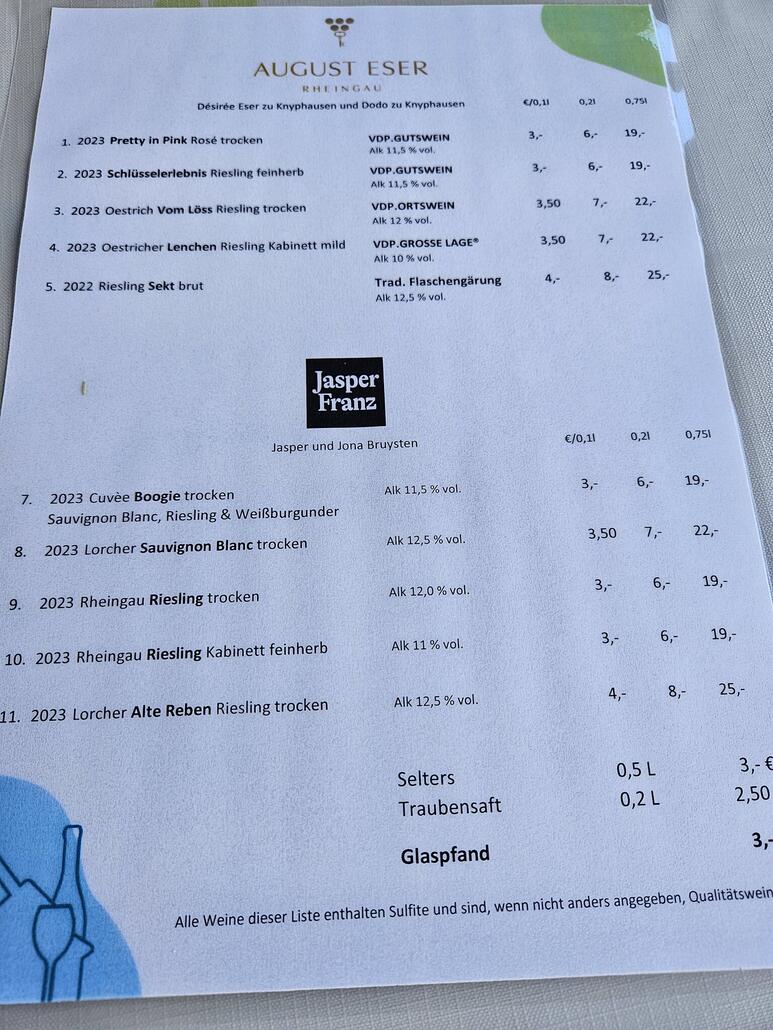 AUGUST ESER
RHEINGAU
Désirée Eser zu Knyphausen und Dodo zu Knyphausen €/0,1l 0,2l 0,75l
1. 2023 Pretty in Pink Rosé trocken VDP.GUTSWEIN 3,- 6,- 19,-
Alk 11,5 % vol.
2. 2023 Schlüsselerlebnis Riesling feinherb VDP.GUTSWEIN 3,- 6,- 19,-
Alk 11,5 % vol.
3. 2023 Oestrich Vom Löss Riesling trocken VDP.ORTSWEIN 3,50 7,- 22,-
Alk 12 % vol.
4. 2023 Oestricher Lenchen Riesling Kabinett mild VDP.GROSSE LAGE® 3,50 7,- 22,-
Alk 10 % vol.
5. 2022 Riesling Sekt brut Trad. Flaschengärung 4,- 8,- 25,-
Alk 12,5 % vol.
Jasper
Franz
Jasper und Jona Bruysten €/0,1l 0,2l 0,75l
7. 2023 Cuvèe Boogie trocken Alk 11,5 % vol. 3,- 6,- 19,-
Sauvignon Blanc, Riesling & Weißburgunder
8. 2023 Lorcher Sauvignon Blanc trocken Alk 12,5 % vol. 3,50 7,- 22,-
9. 2023 Rheingau Riesling trocken Alk 12,0 % vol. 3,- 6,- 19,-
10. 2023 Rheingau Riesling Kabinett feinherb Alk 11 % vol. 3,- 6,- 19,-
11. 2023 Lorcher Alte Reben Riesling trocken Alk 12,5 % vol. 4,- 8,- 25,-
Selters 0,5 L 3,- €
Traubensaft 0,2 L 2,50
Glaspfand 3,-
Alle Weine dieser Liste enthalten Sulfite und sind, wenn nicht anders angegeben, Qualitätswein